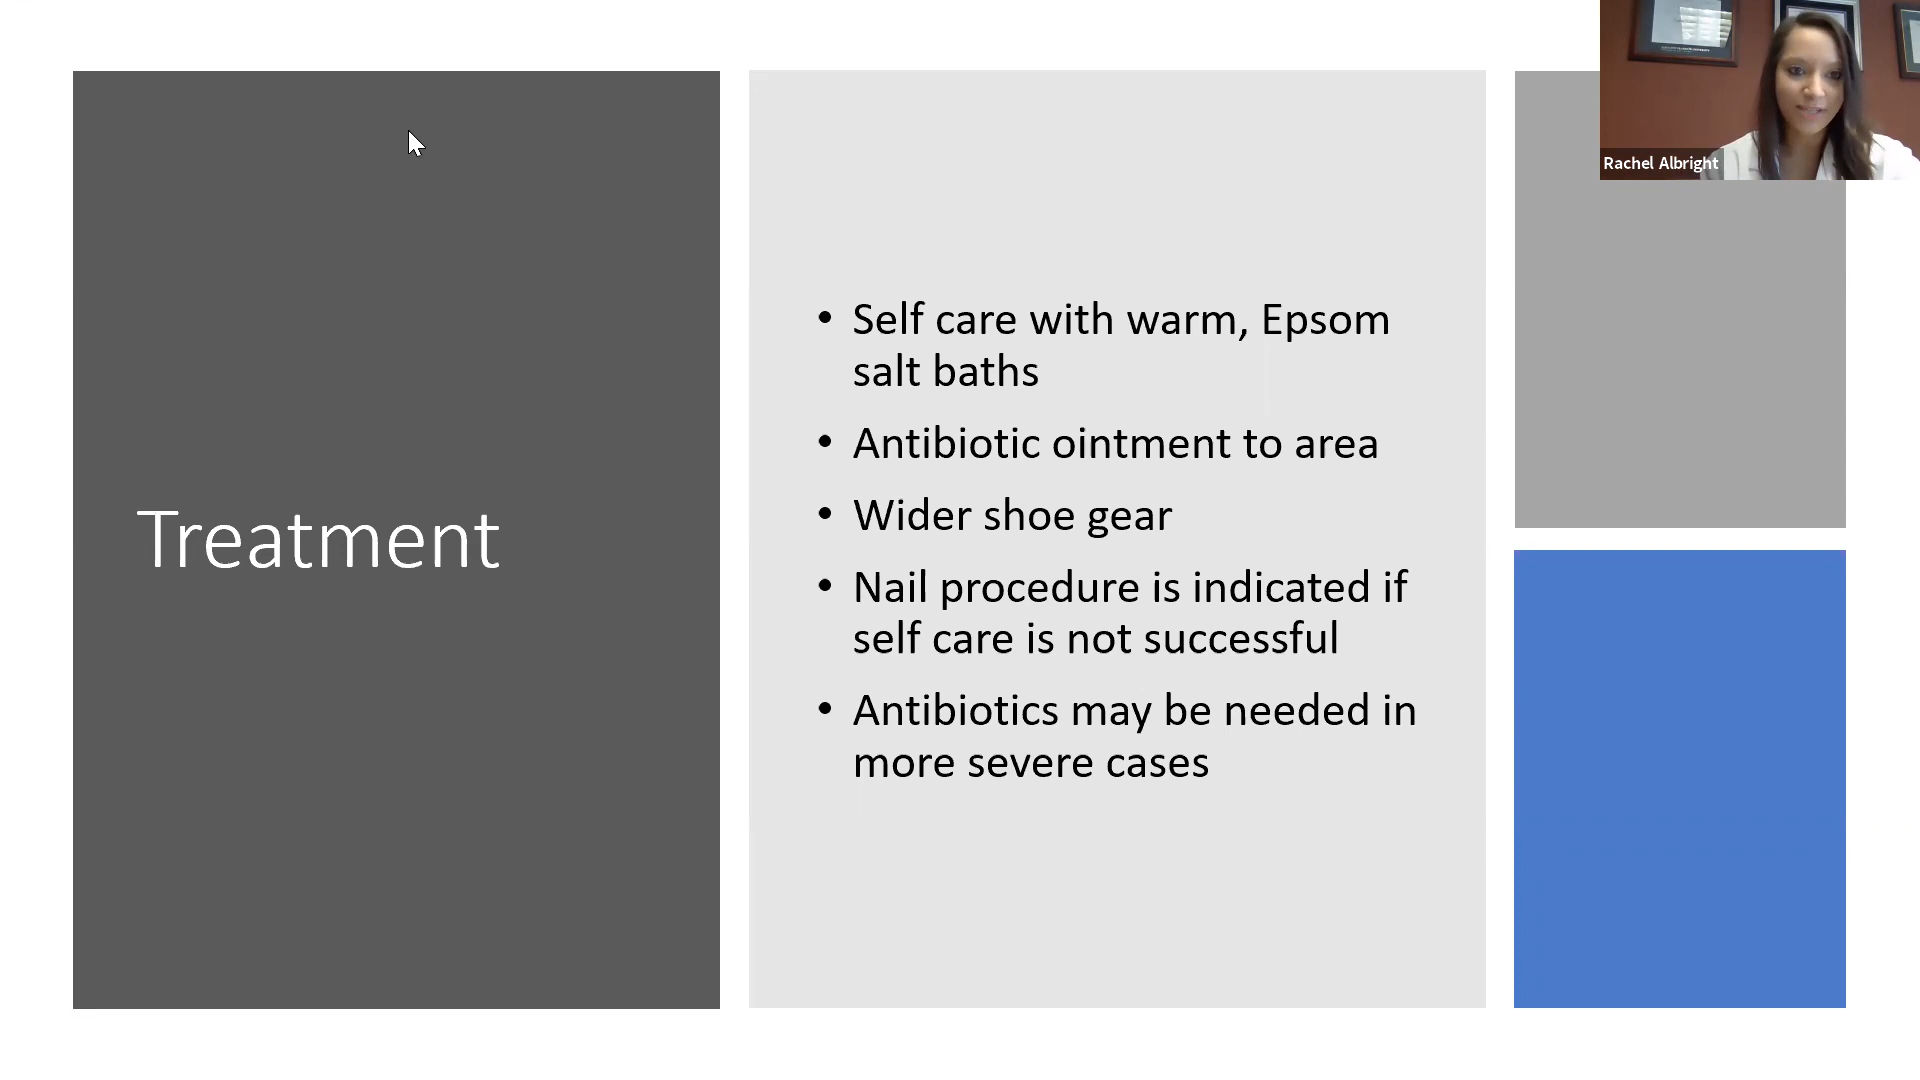 Treatment
• Self care with warm, Epsom
salt baths
• Antibiotic ointment to area
• Wider shoe gear
• Nail procedure is indicated if
self care is not successful
• Antibiotics may be needed in
more severe cases
Rachel Albright